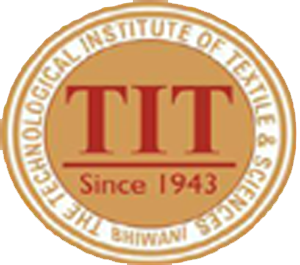 THE TECHNOLOGICAL INSTITUTE OF TEXTILE & SCIENCES
TIT
Since 1943
BHIWANI